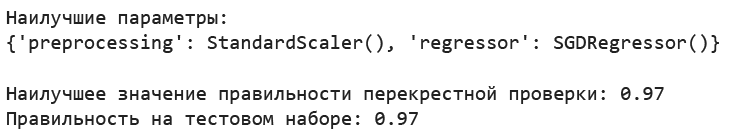 Наилучшие параметры:
{'preprocessing': StandardScaler(), 'regressor': SGDRegressor()}
Наилучшее значение правильности перекрестной проверки: 0.97
Правильность на тестовом наборе: 0.97